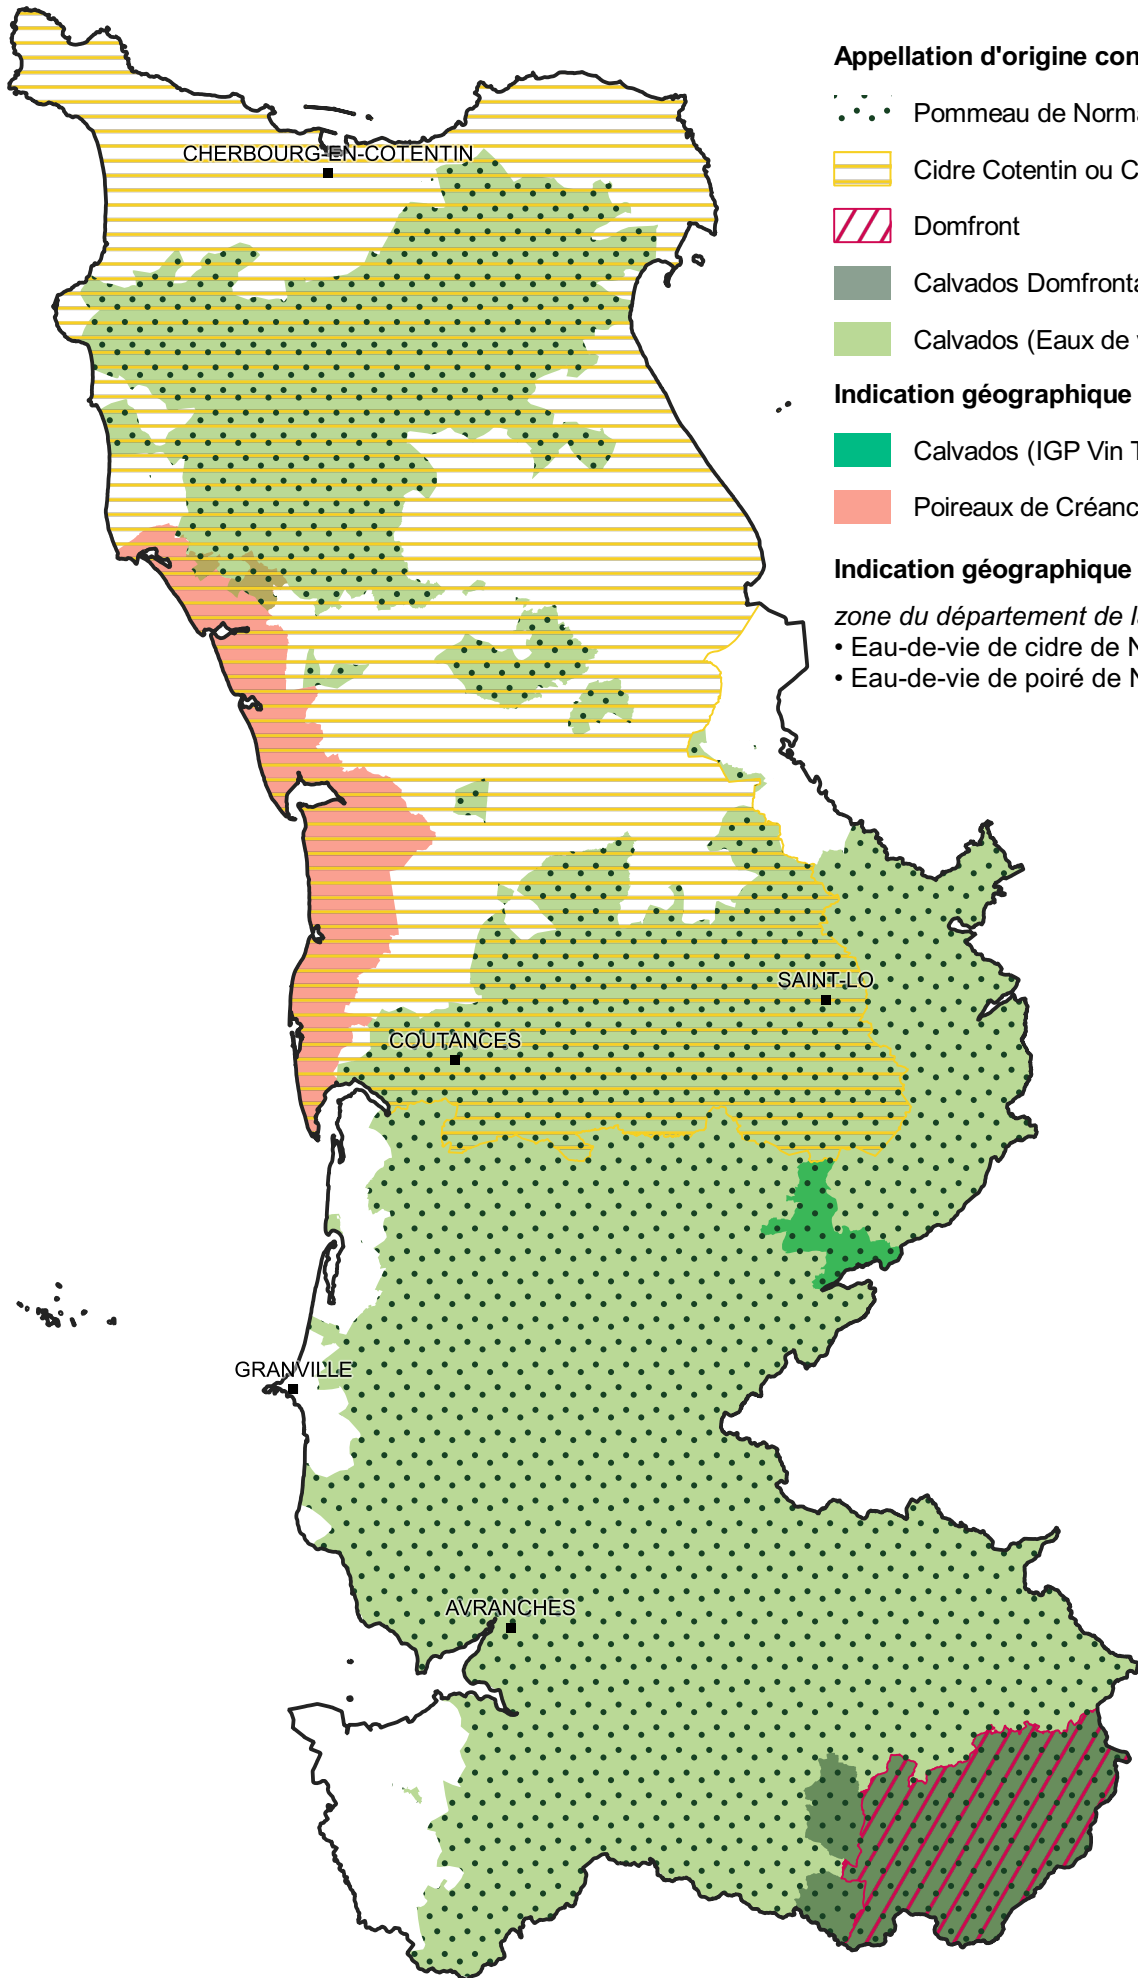 Appellation d'origine con
Pommeau de Norma
CHERBOURG-EN-COTENTIN
Cidre Cotentin ou C
Domfront
Calvados Domfronta
Calvados (Eaux de v
Indication géographique
Calvados (IGP Vin T
Poireaux de Créanc
Indication géographique
zone du département de la
• Eau-de-vie de cidre de N
• Eau-de-vie de poiré de N
SAINT-LO
COUTANCES
GRANVILLE
AVRANCHES